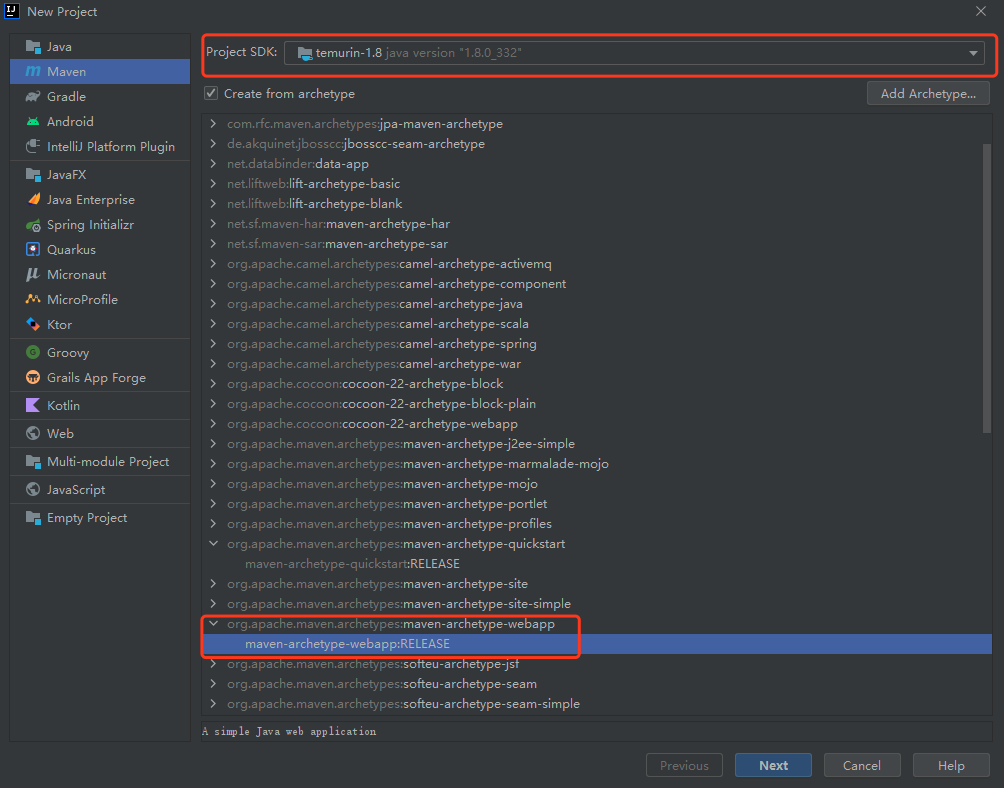 New Project
Java
Maven
Gradle
Android
IntelliJ Platform Plugin
JavaFX
Java Enterprise
Spring Initializr
Quarkus
Micronaut
MicroProfile
Ktor
Groovy
Grails App Forge
Kotlin
Web
Multi-module Project
JavaScript
Empty Project
Project SDK: temurin-1.8 java version "1.8.0_332"
Create from archetype Add Archetype...
com.rfc.maven.archetypes:jpa-maven-archetype
de.akquinet.jbosscc:jbosscc-seam-archetype
net.databinder:data-app
net.liftweb:lift-archetype-basic
net.liftweb:lift-archetype-blank
net.sf.maven-har:maven-archetype-har
net.sf.maven-sar:maven-archetype-sar
org.apache.camel.archetypes:camel-archetype-activemq
org.apache.camel.archetypes:camel-archetype-component
org.apache.camel.archetypes:camel-archetype-java
org.apache.camel.archetypes:camel-archetype-scala
org.apache.camel.archetypes:camel-archetype-spring
org.apache.camel.archetypes:camel-archetype-war
org.apache.cocoon:cocoon-22-archetype-block
org.apache.cocoon:cocoon-22-archetype-block-plain
org.apache.cocoon:cocoon-22-archetype-webapp
org.apache.maven.archetypes:maven-archetype-j2ee-simple
org.apache.maven.archetypes:maven-archetype-marmalade-mojo
org.apache.maven.archetypes:maven-archetype-mojo
org.apache.maven.archetypes:maven-archetype-portlet
org.apache.maven.archetypes:maven-archetype-profiles
org.apache.maven.archetypes:maven-archetype-quickstart
maven-archetype-quickstart:RELEASE
org.apache.maven.archetypes:maven-archetype-site
org.apache.maven.archetypes:maven-archetype-site-simple
org.apache.maven.archetypes:maven-archetype-webapp
maven-archetype-webapp:RELEASE
org.apache.maven.archetypes:softeu-archetype-jsf
org.apache.maven.archetypes:softeu-archetype-seam
org.apache.maven.archetypes:softeu-archetype-seam-simple
A simple Java web application
Previous Next Cancel Help